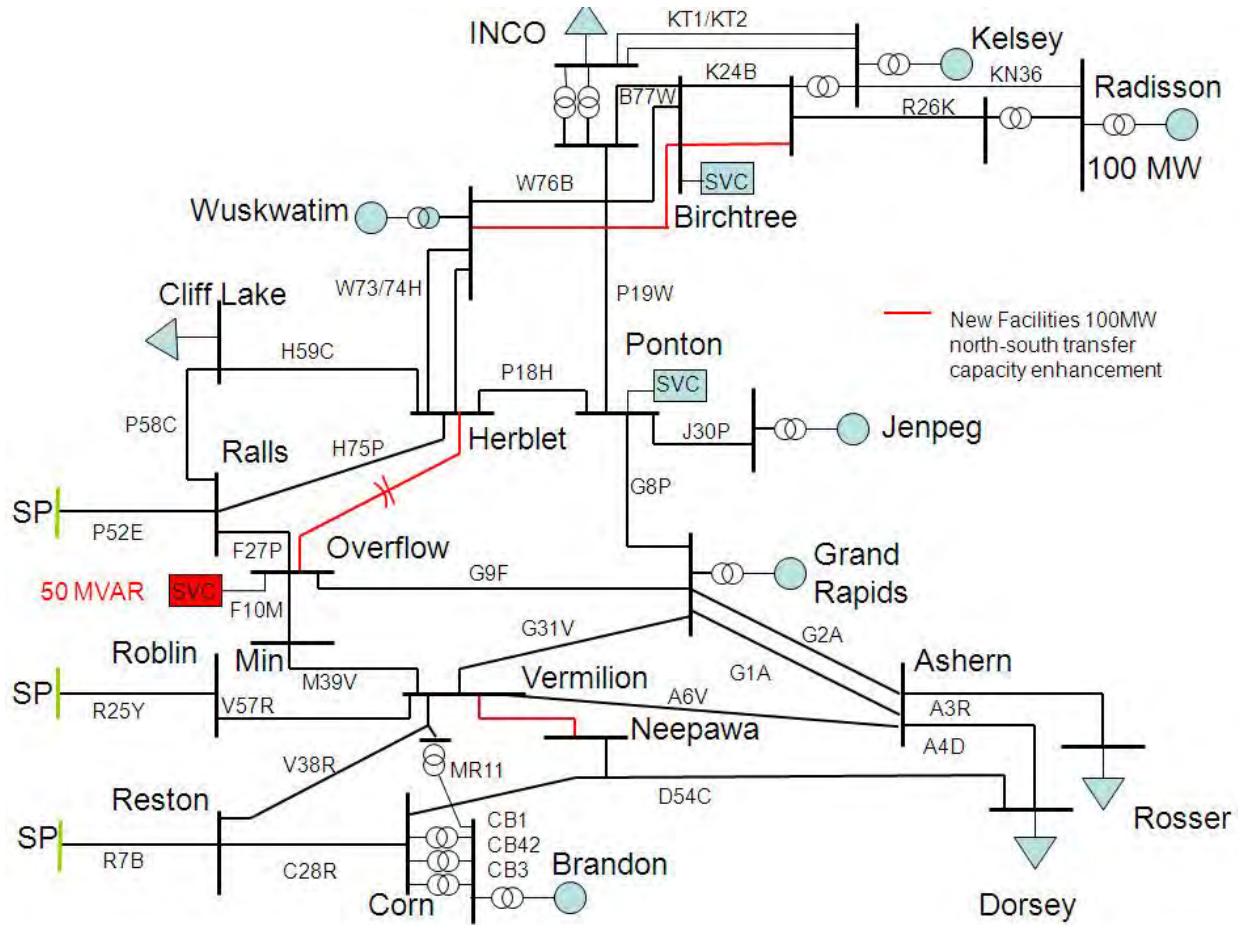 INCO
KT1/KT2
Kelsey
K24B
KN36
B77W
Radisson
R26K
100 MW
SVC
W76B
Birchtree
Wuskwatim
W73/74H
P19W
Cliff Lake
New Facilities 100MW
north-south transfer
capacity enhancement
H59C
Ponton
P18H
SVC
P58C
J30P
Jenpeg
Herblet
Ralls
H75P
G8P
SP
P52E
F27P
Overflow
Grand
Rapids
50 MVAR
SVC
G9F
F10M
G31V
G2A
Roblin
Min
Vermilion
G1A
Ashern
SP
M39V
R25Y
V57R
A6V
A3R
Neepawa
A4D
V38R
MR11
Reston
D54C
Rosser
SP
CB1
CB42
CB3
R7B
C28R
Brandon
Corn
Dorsey